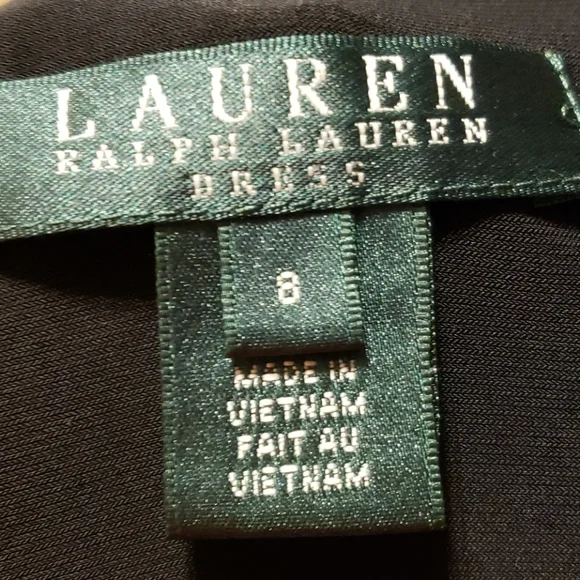 LAUREN
RALPH LAUREN
DRESS
8
MADE IN
VIETNAM
FAIT AU
VIETNAM